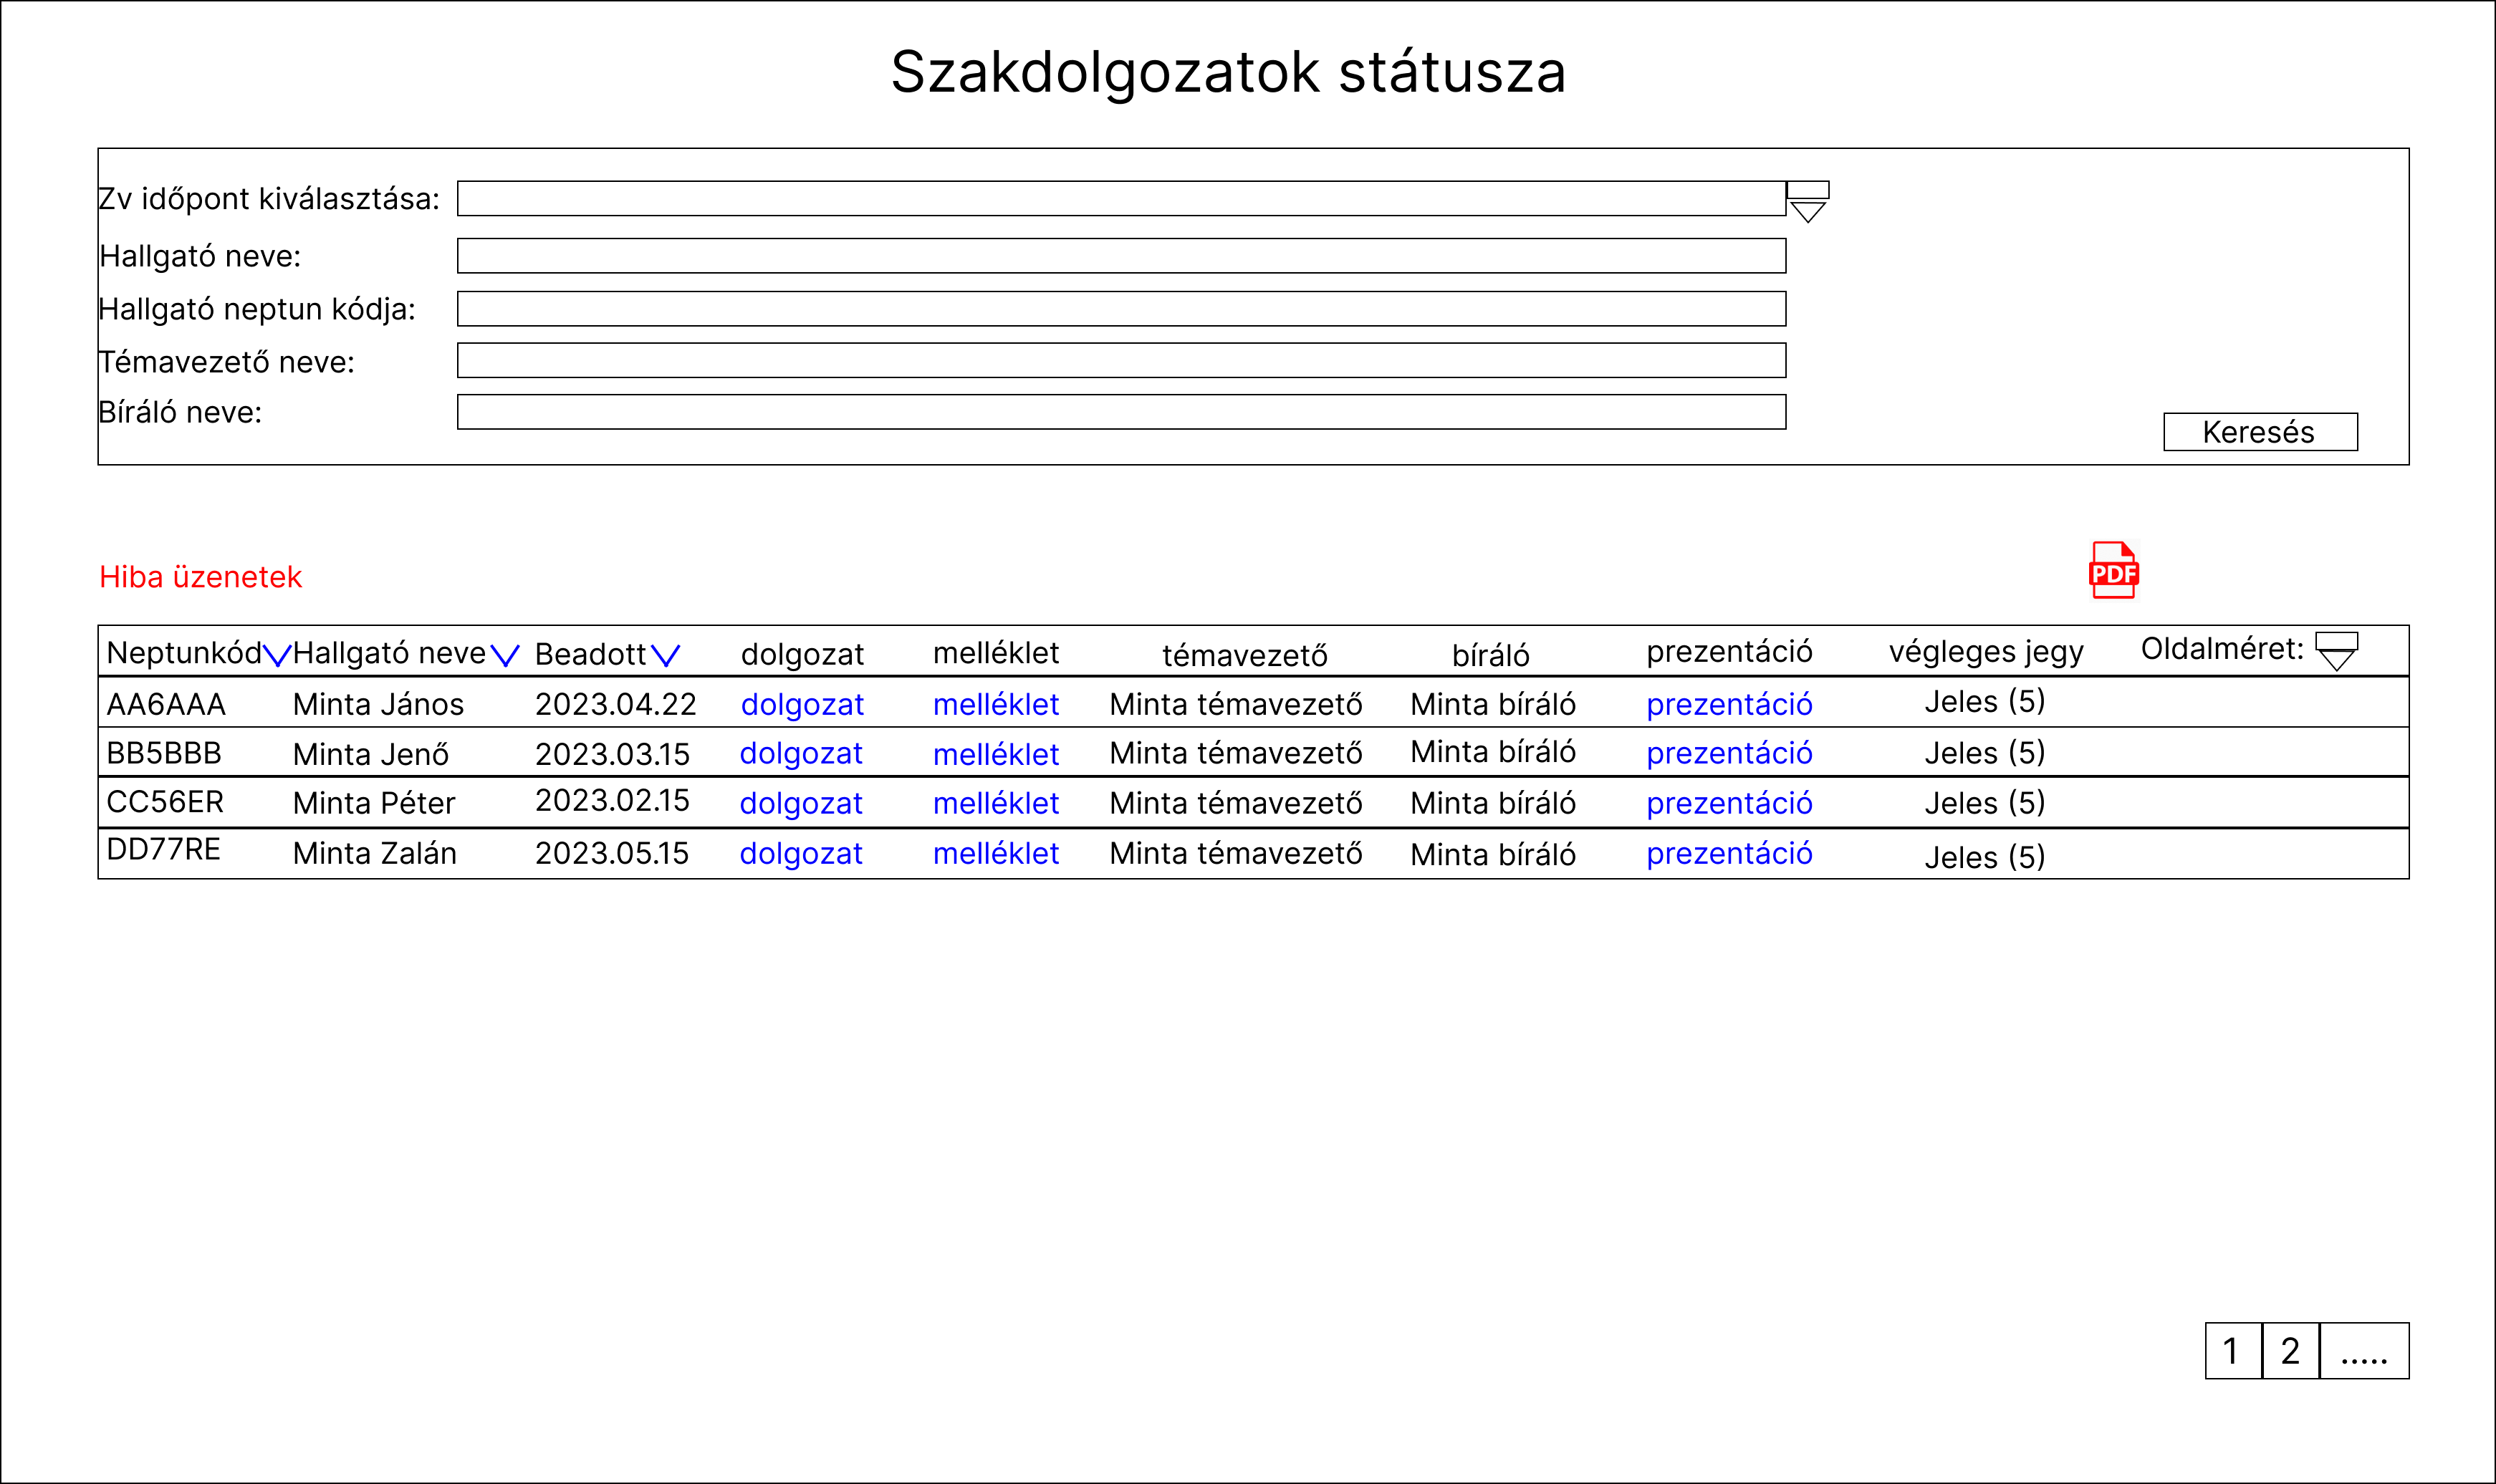 Szakdolgozatok státusza
Zv időpont kiválasztása:
Hallgató neve:
Hallgató neptun kódja:
Témavezető neve:
Bíráló neve:
Keresés
Hiba üzenetek
PDF
Neptunkód Hallgató neve Beadott dolgozat melléklet témavezető bíráló prezentáció végleges jegy Oldalméret:
AA6AAA Minta János 2023.04.22 dolgozat melléklet Minta témavezető Minta bíráló prezentáció Jeles (5)
BB5BBB Minta Jenő 2023.03.15 dolgozat melléklet Minta témavezető Minta bíráló prezentáció Jeles (5)
CC56ER Minta Péter 2023.02.15 dolgozat melléklet Minta témavezető Minta bíráló prezentáció Jeles (5)
DD77RE Minta Zalán 2023.05.15 dolgozat melléklet Minta témavezető Minta bíráló prezentáció Jeles (5)
1 2 .....